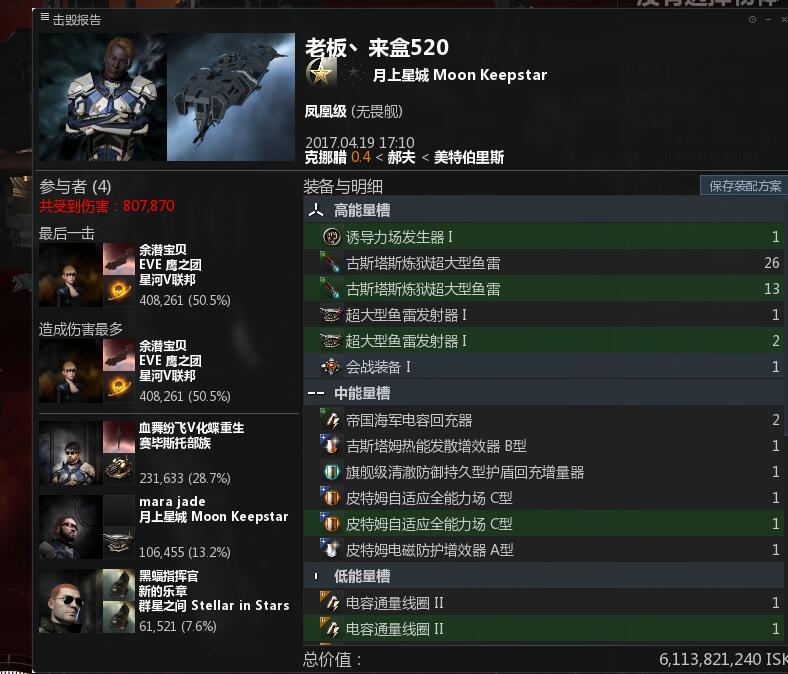 击毁报告
老板、来盒520
月上星城 Moon Keepstar
凤凰级 (无畏舰)
2017.04.19 17:10
克挪腊 0.4 < 郝夫 < 美特伯里斯
参与者 (4)
共受到伤害：807,870
最后一击
余潜宝贝
EVE 鹰之团
星河V联邦
408,261 (50.5%)
造成伤害最多
余潜宝贝
EVE 鹰之团
星河V联邦
408,261 (50.5%)
血舞纷飞V化蝶重生
赛毕斯托部族
231,633 (28.7%)
mara jade
月上星城 Moon Keepstar
106,455 (13.2%)
黑蝠指挥官
新的乐章
群星之间 Stellar in Stars
61,521 (7.6%)
装备与明细
保存装配方案
高能量槽
诱导力场发生器 I 1
古斯塔斯炼狱超大型鱼雷 26
古斯塔斯炼狱超大型鱼雷 13
超大型鱼雷发射器 I 1
超大型鱼雷发射器 I 2
会战装备 I 1
中能量槽
帝国海军电容回充器 2
吉斯塔姆热能发散增效器 B型 1
旗舰级清澈防御持久型护盾回充增量器 1
皮特姆自适应全能力场 C型 1
皮特姆自适应全能力场 C型 1
皮特姆电磁防护增效器 A型 1
低能量槽
电容通量线圈 II 1
电容通量线圈 II 1
总价值： 6,113,821,240 ISK